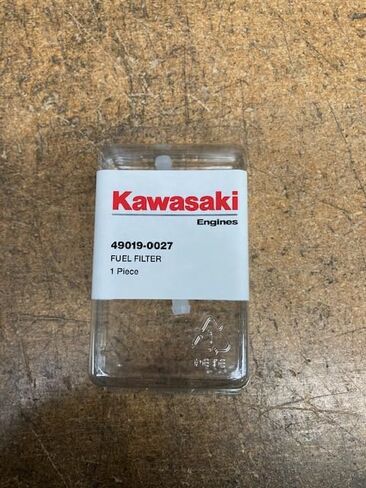 Kawasaki
Engines
49019-0027
FUEL FILTER
1 Piece